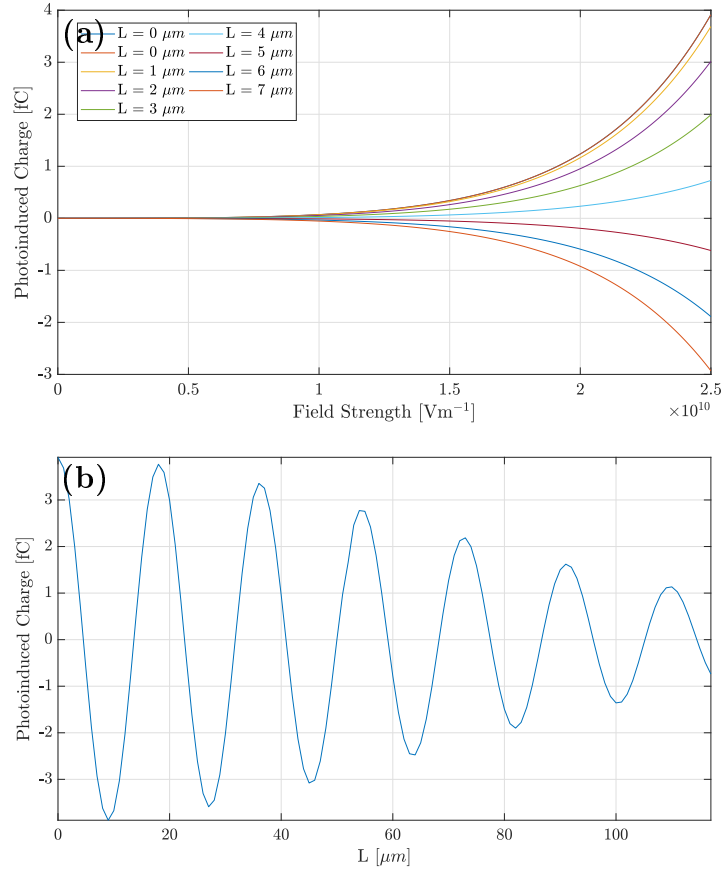 (a)
L = 0 μm
L = 0 μm
L = 1 μm
L = 2 μm
L = 3 μm
L = 4 μm
L = 5 μm
L = 6 μm
L = 7 μm
4
3
2
1
0
-1
-2
-3
Photoinduced Charge [fC]
0 0.5 1 1.5 2 2.5
Field Strength [Vm⁻¹]
×10¹⁰
(b)
3
2
1
0
-1
-2
-3
Photoinduced Charge [fC]
0 20 40 60 80 100
L [μm]